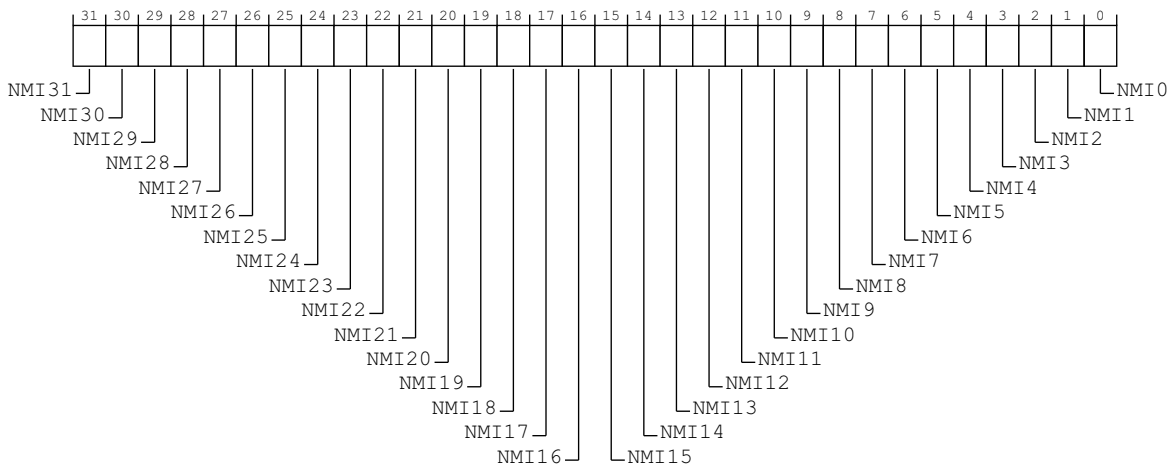 31 30 29 28 27 26 25 24 23 22 21 20 19 18 17 16 15 14 13 12 11 10 9 8 7 6 5 4 3 2 1 0
NMI31 NMI0
NMI30 NMI1
NMI29 NMI2
NMI28 NMI3
NMI27 NMI4
NMI26 NMI5
NMI25 NMI6
NMI24 NMI7
NMI23 NMI8
NMI22 NMI9
NMI21 NMI10
NMI20 NMI11
NMI19 NMI12
NMI18 NMI13
NMI17 NMI14
NMI16 NMI15